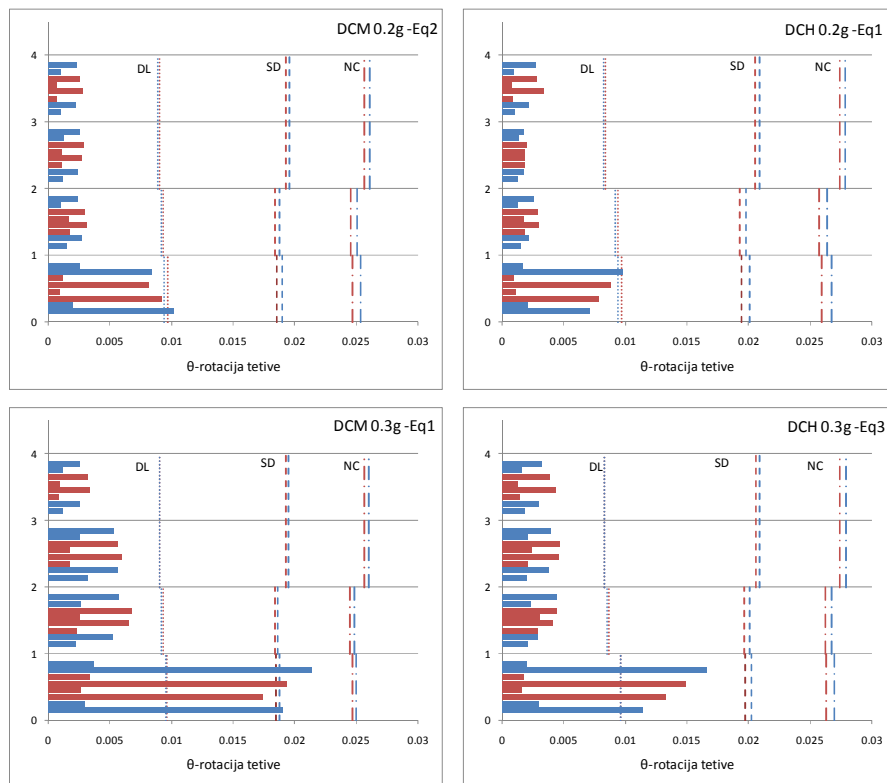 DCM 0.2g -Eq2
4
DL
SD
NC
3
2
1
0
0 0.005 0.01 0.015 0.02 0.025 0.03
θ-rotacija tetive
DCH 0.2g -Eq1
4
DL
SD
NC
3
2
1
0
0 0.005 0.01 0.015 0.02 0.025 0.03
θ-rotacija tetive
DCM 0.3g -Eq1
4
DL
SD
NC
3
2
1
0
0 0.005 0.01 0.015 0.02 0.025 0.03
θ-rotacija tetive
DCH 0.3g -Eq3
4
DL
SD
NC
3
2
1
0
0 0.005 0.01 0.015 0.02 0.025 0.03
θ-rotacija tetive